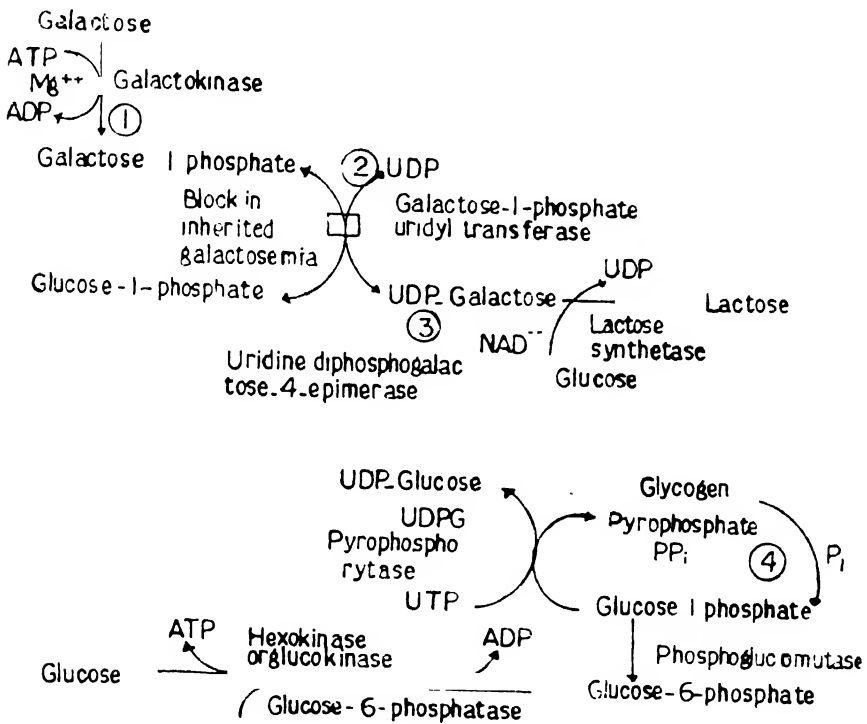 Galactose
ATP
Mg++ Galactokinase
ADP ①
Galactose 1 phosphate ② UDP
Block in
inherited
galactosemia
Galactose-1-phosphate
uridyl transferase
Glucose-1-phosphate
UDP-Galactose
UDP
Lactose
③
NAD--
Lactose
synthetase
Uridine diphosphogalac
tose-4-epimerase
Glucose
UDP-Glucose
Glycogen
UDPG
Pyrophospho
rytase
Pyrophosphate
PPi ④ Pi
UTP
Glucose 1 phosphate
ATP
Hexokinase
orglucokinase
ADP
Phosphoglucomutase
Glucose
Glucose-6-phosphatase
Glucose-6-phosphate